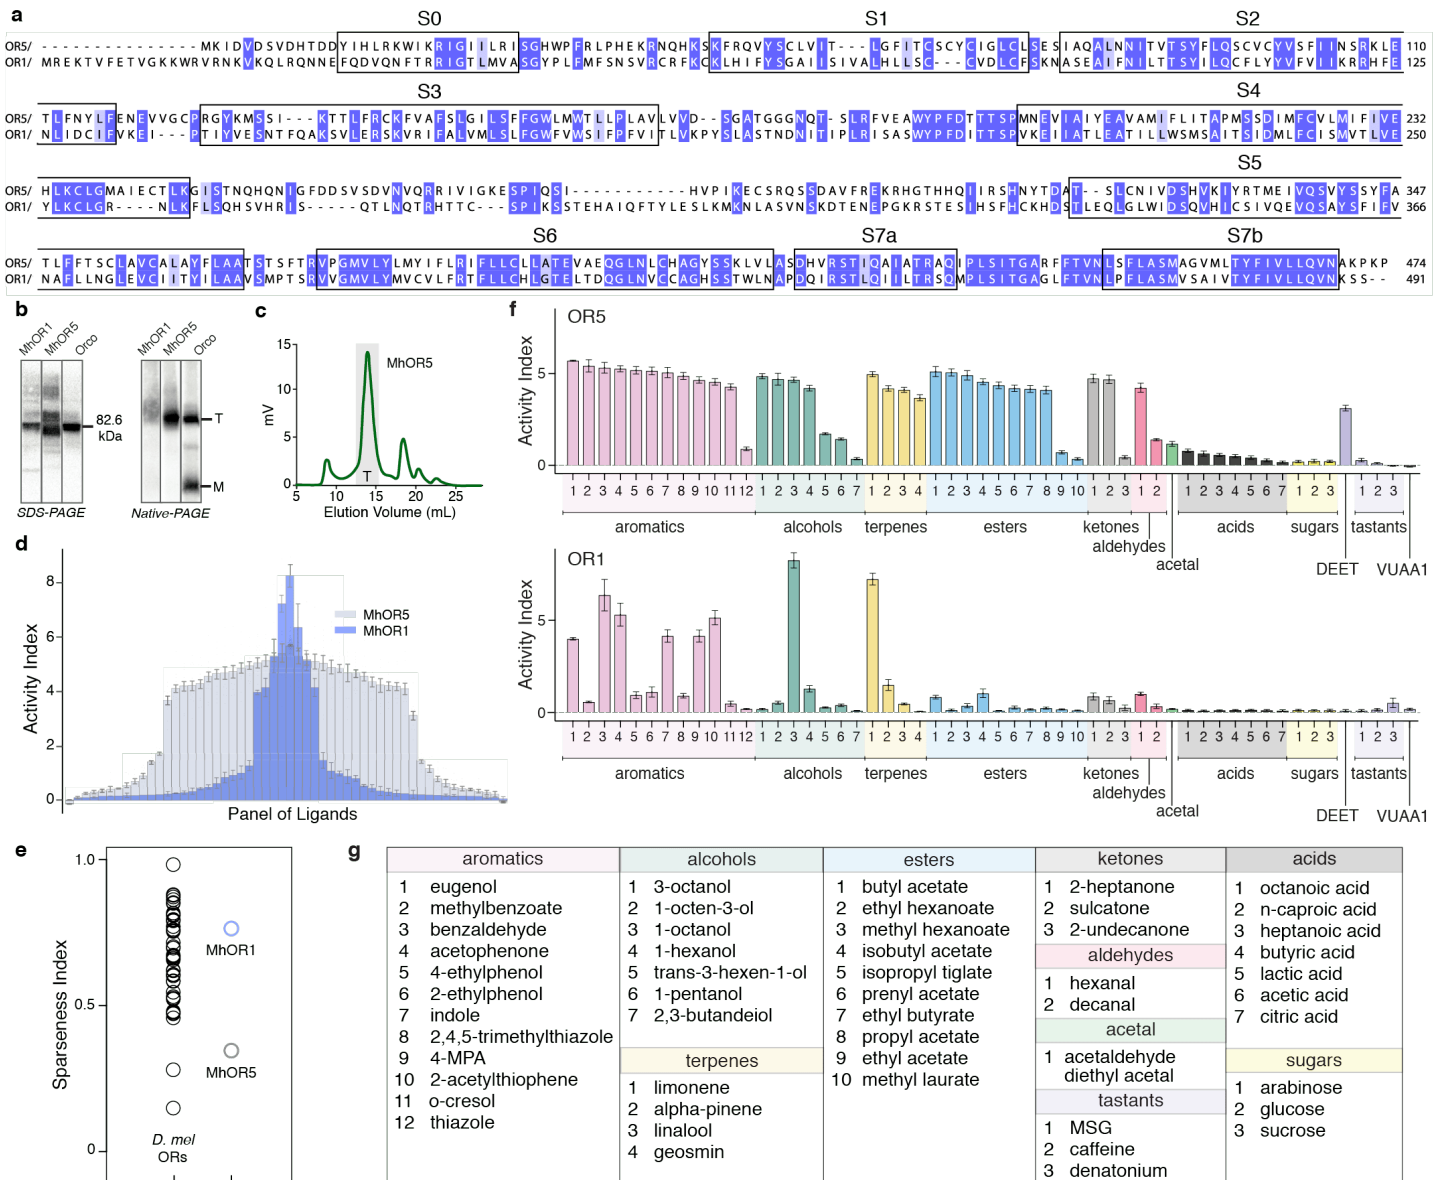 a
S0 S1 S2
OR5/ ---------------MKIDVDSVDHTDDYIHLRKWIKRIGIILRISGHWPFRLPHEKRNQHKSKFRQVYSCLVIT---LGFITCSCYCIGLCLSESIAQALNNITVTSYFLQSCVCYVSFIINSRKLE 110
OR1/ MREKTVFETVGKKWRVRNKVKQLRQNNEFQDVQNFTRRIGTLMVASGYPLFMFSNSVRCRFKCKLHIFYSGAIISIVALHLLSC---CVDLCFSKNASEAIFNILTTSYILQCFLYYVVFIIKRRHFE 125
S3 S4
OR5/ TLFNYLFENEVVGCPRGYKMSSI---KTTLFRCKFVAFSLGILSFFGWLMWTLLPLAVLVVD--SGATGGGNQT-SLRFVEAWYPFDTTTSPMNEVIAIYEAVAMIFLITAPMSSDIMFCVLMIFIVE 232
OR1/ NLIDCIFVKEI---PTIYVESNTFQAKSVLERSKVRIFALVMLSLFGWFVWSIFPFVITLVKPYSLASTNDNITIPLRISASWYPFDTTTSPVKEIIATLEATILLWSMSAITSIDMLFCISMVTLVE 250
S5
OR5/ HLKCLGMAIECTLKGISTNQHQNIGFDDSVSDVNVQRRIVIGKESPIQSI-----------HVPIKECSRQSSDAVFREKRHGTHHQIIRSHNYTDAT--SLCNIVDSHVKIYRTMEIVQSVYSSYFA 347
OR1/ YLKCLGR----NLKFLSQHSVHRIS-----QTLNQTRHTTC---SPIKSSTEHAIQFTYLESLKMKNLASVNSKDTENEPGKRSTESIHSFHCKHDSTLEQLGLWIDSQVHICSIVQEVQSAYSFIFV 366
S6 S7a S7b
OR5/ TLFFTSCLAVCALAYFLAATSTSFTRVPGMVLYLMYIFLRIFLLCLLATEVAEQGLNLCHAGYSSKLVLASDHVRSTIQAIATRAQIPLSITGARFFTVNLSFLASMAGVMLTYFIVLLQVNAKPKP 474
OR1/ NAFLLNGLEVCIITYILAAVSMPTSRVVGMVLYMVCVLFRTFLLCHLGTELTDQGLNVCCAGHSSTWLNAPDQIRSTLQIILTRSQMPLSITGAGLFTVNLPFLASMVSAIVTYFIVLLQVNKSS-- 491
b
MhOR1 MhOR5 Orco
82.6
kDa
SDS-PAGE
MhOR1 MhOR5 Orco
T
M
Native-PAGE
c
mV
15
10
5
0
MhOR5
T
5 10 15 20 25
Elution Volume (mL)
d
Activity Index
8
6
4
2
0
MhOR5
MhOR1
Panel of Ligands
e
Sparseness Index
1.0
0.5
0
MhOR1
MhOR5
D. mel
ORs
f
OR5
Activity Index
5
0
1 2 3 4 5 6 7 8 9 10 11 12 1 2 3 4 5 6 7 1 2 3 4 1 2 3 4 5 6 7 8 9 10 1 2 3 1 2 1 2 3 4 5 6 7 1 2 3 1 2 3
aromatics alcohols terpenes esters ketones acids sugars tastants
aldehydes
acetal
DEET VUAA1
OR1
Activity Index
5
0
1 2 3 4 5 6 7 8 9 10 11 12 1 2 3 4 5 6 7 1 2 3 4 1 2 3 4 5 6 7 8 9 10 1 2 3 1 2 1 2 3 4 5 6 7 1 2 3 1 2 3
aromatics alcohols terpenes esters ketones acids sugars tastants
aldehydes
acetal
DEET VUAA1
g
aromatics
1 eugenol
2 methylbenzoate
3 benzaldehyde
4 acetophenone
5 4-ethylphenol
6 2-ethylphenol
7 indole
8 2,4,5-trimethylthiazole
9 4-MPA
10 2-acetylthiophene
11 o-cresol
12 thiazole
alcohols
1 3-octanol
2 1-octen-3-ol
3 1-octanol
4 1-hexanol
5 trans-3-hexen-1-ol
6 1-pentanol
7 2,3-butandeiol
terpenes
1 limonene
2 alpha-pinene
3 linalool
4 geosmin
esters
1 butyl acetate
2 ethyl hexanoate
3 methyl hexanoate
4 isobutyl acetate
5 isopropyl tiglate
6 prenyl acetate
7 ethyl butyrate
8 propyl acetate
9 ethyl acetate
10 methyl laurate
ketones
1 2-heptanone
2 sulcatone
3 2-undecanone
aldehydes
1 hexanal
2 decanal
acetal
1 acetaldehyde
diethyl acetal
tastants
1 MSG
2 caffeine
3 denatonium
acids
1 octanoic acid
2 n-caproic acid
3 heptanoic acid
4 butyric acid
5 lactic acid
6 acetic acid
7 citric acid
sugars
1 arabinose
2 glucose
3 sucrose